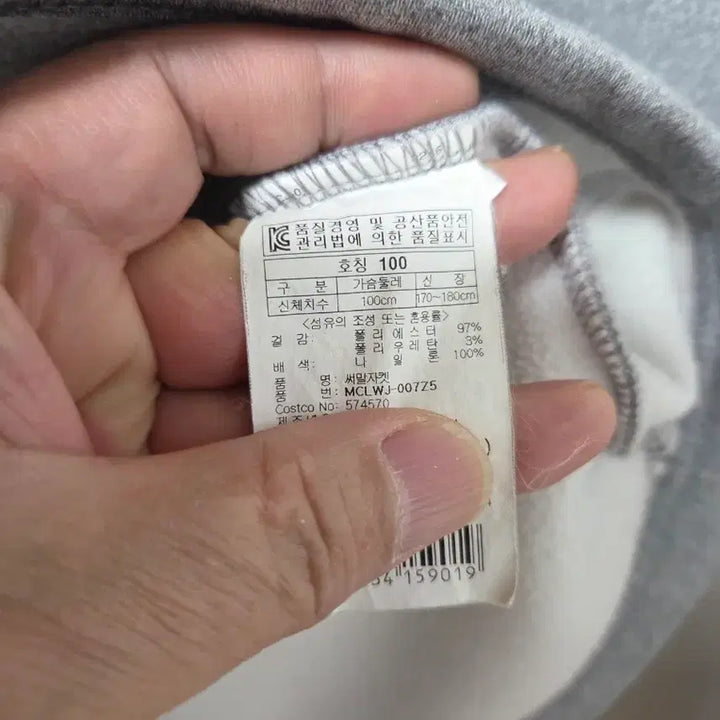 품질경영 및 공산품안전
관리법에 의한 품질표시
호칭 100
구 분 가슴둘레 신 장
신체치수 100cm 170~180cm
<섬유의 조성 또는 혼용률>
겉 감: 폴리에스터 97%
폴리우레탄 3%
배 색: 나 일 론 100%
품 명: 써말자켓
품 번: MCLWJ-007Z5
Costco No: 574570
제조
159019